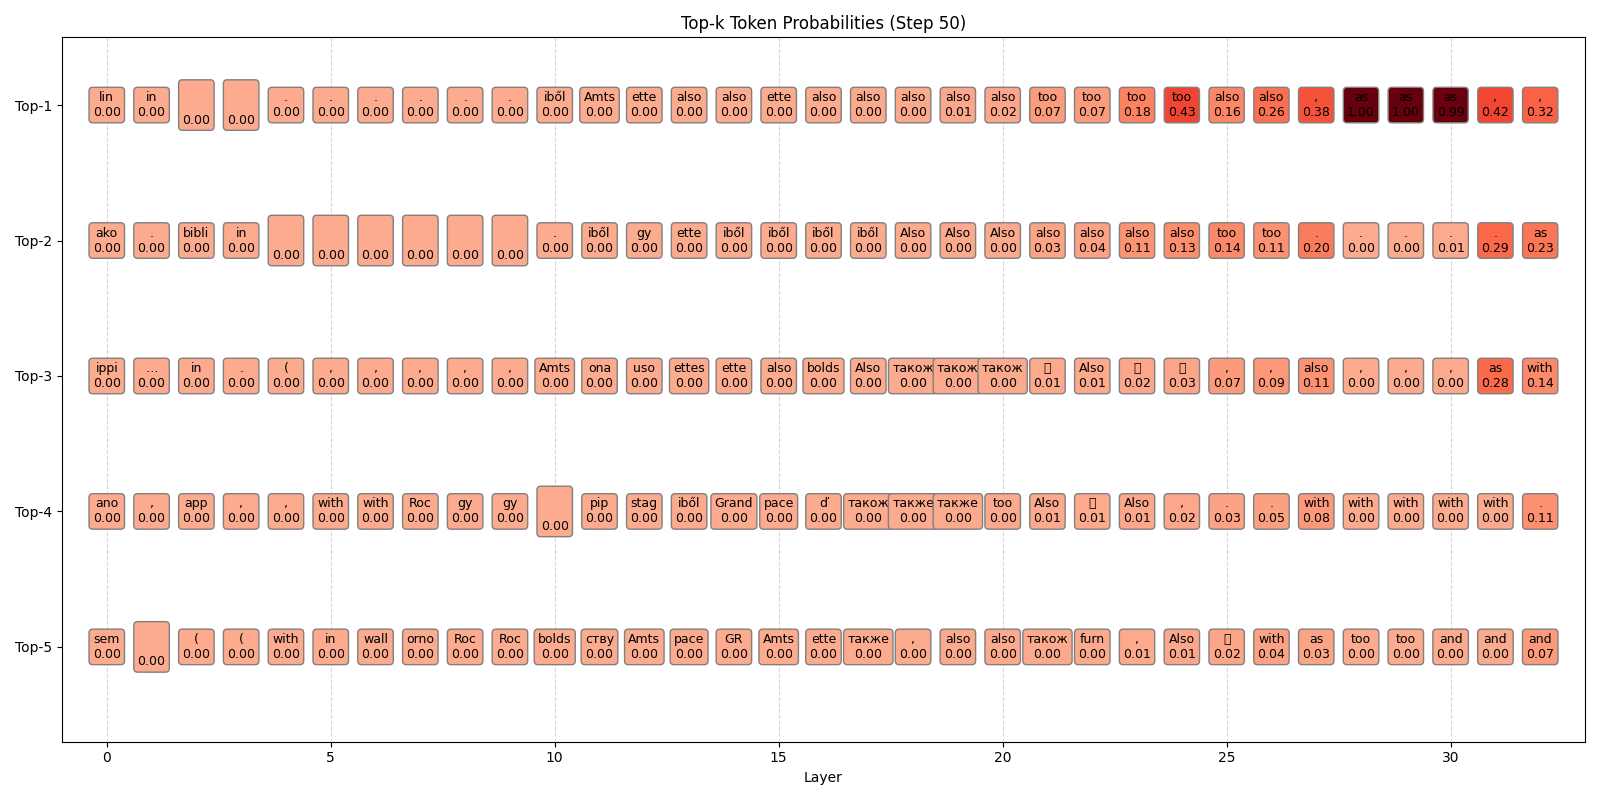 Top-k Token Probabilities (Step 50)
Top-1
lin in . . . . . . iből Amts ette also also ette also also also also also too too too too also also , as as as , ,
0.00 0.00 0.00 0.00 0.00 0.00 0.00 0.00 0.00 0.00 0.00 0.00 0.00 0.00 0.00 0.00 0.00 0.00 0.00 0.01 0.02 0.07 0.07 0.18 0.43 0.16 0.26 0.38 1.00 1.00 0.99 0.42 0.32
Top-2
ako . bibli in . iből gy ette iből iből iből iből Also Also Also also also also also too too . . . . . as
0.00 0.00 0.00 0.00 0.00 0.00 0.00 0.00 0.00 0.00 0.00 0.00 0.00 0.00 0.00 0.00 0.00 0.00 0.00 0.00 0.00 0.03 0.04 0.11 0.13 0.14 0.11 0.20 0.00 0.00 0.01 0.29 0.23
Top-3
ippi ... in . ( , , , , , Amts ona uso ettes ette also bolds Also також також також Also , , also , , , as with
0.00 0.00 0.00 0.00 0.00 0.00 0.00 0.00 0.00 0.00 0.00 0.00 0.00 0.00 0.00 0.00 0.00 0.00 0.00 0.00 0.00 0.01 0.01 0.02 0.03 0.07 0.09 0.11 0.00 0.00 0.00 0.28 0.14
Top-4
ano , app , , with with Roc gy gy pip stag iből Grand pace ď також также также too Also Also , . . with with with with with .
0.00 0.00 0.00 0.00 0.00 0.00 0.00 0.00 0.00 0.00 0.00 0.00 0.00 0.00 0.00 0.00 0.00 0.00 0.00 0.00 0.00 0.01 0.01 0.01 0.02 0.03 0.05 0.08 0.00 0.00 0.00 0.00 0.11
Top-5
sem ( ( with in wall orno Roc Roc bolds ству Amts pace GR Amts ette также , also also також furn , Also with as too too and and and
0.00 0.00 0.00 0.00 0.00 0.00 0.00 0.00 0.00 0.00 0.00 0.00 0.00 0.00 0.00 0.00 0.00 0.00 0.00 0.00 0.00 0.00 0.00 0.01 0.01 0.02 0.04 0.03 0.00 0.00 0.00 0.00 0.07
0 5 10 15 20 25 30
Layer